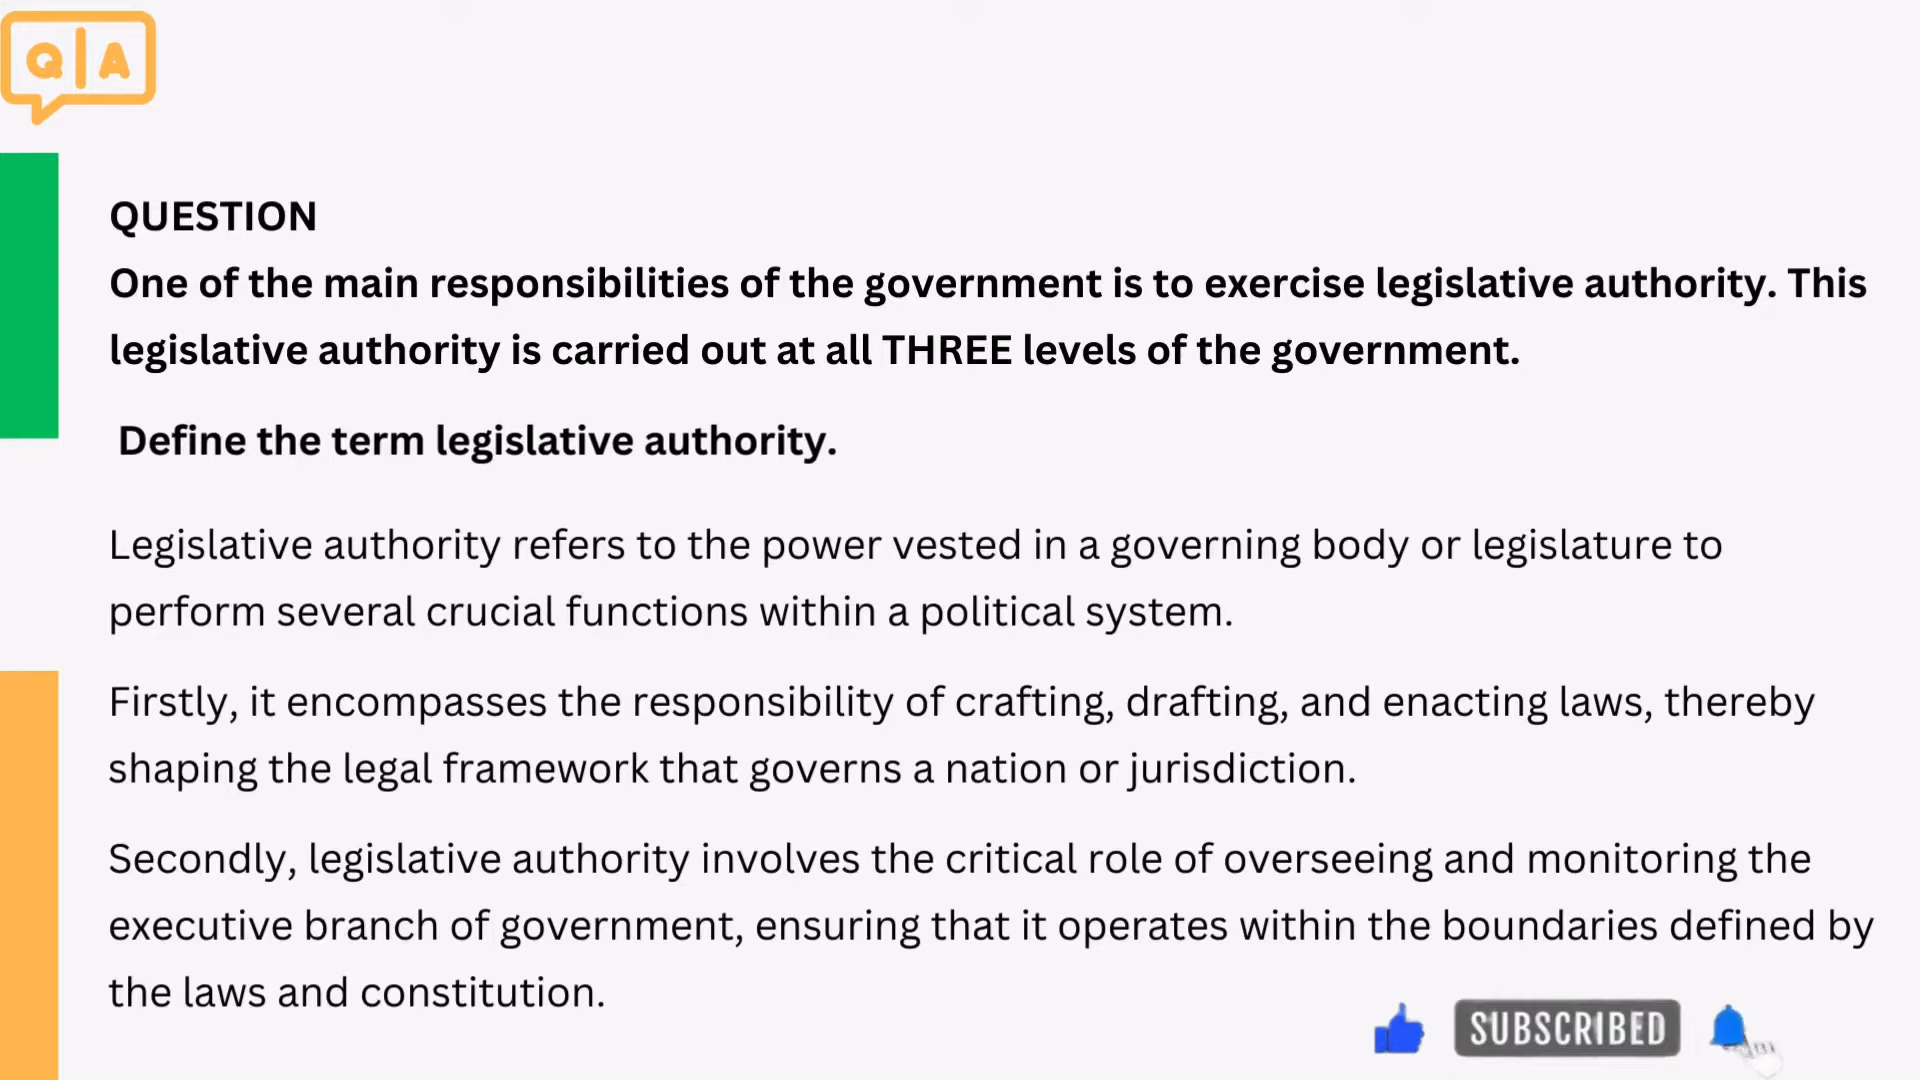 Q|A
QUESTION
One of the main responsibilities of the government is to exercise legislative authority. This
legislative authority is carried out at all THREE levels of the government.
Define the term legislative authority.
Legislative authority refers to the power vested in a governing body or legislature to
perform several crucial functions within a political system.
Firstly, it encompasses the responsibility of crafting, drafting, and enacting laws, thereby
shaping the legal framework that governs a nation or jurisdiction.
Secondly, legislative authority involves the critical role of overseeing and monitoring the
executive branch of government, ensuring that it operates within the boundaries defined by
the laws and constitution.
SUBSCRIBED